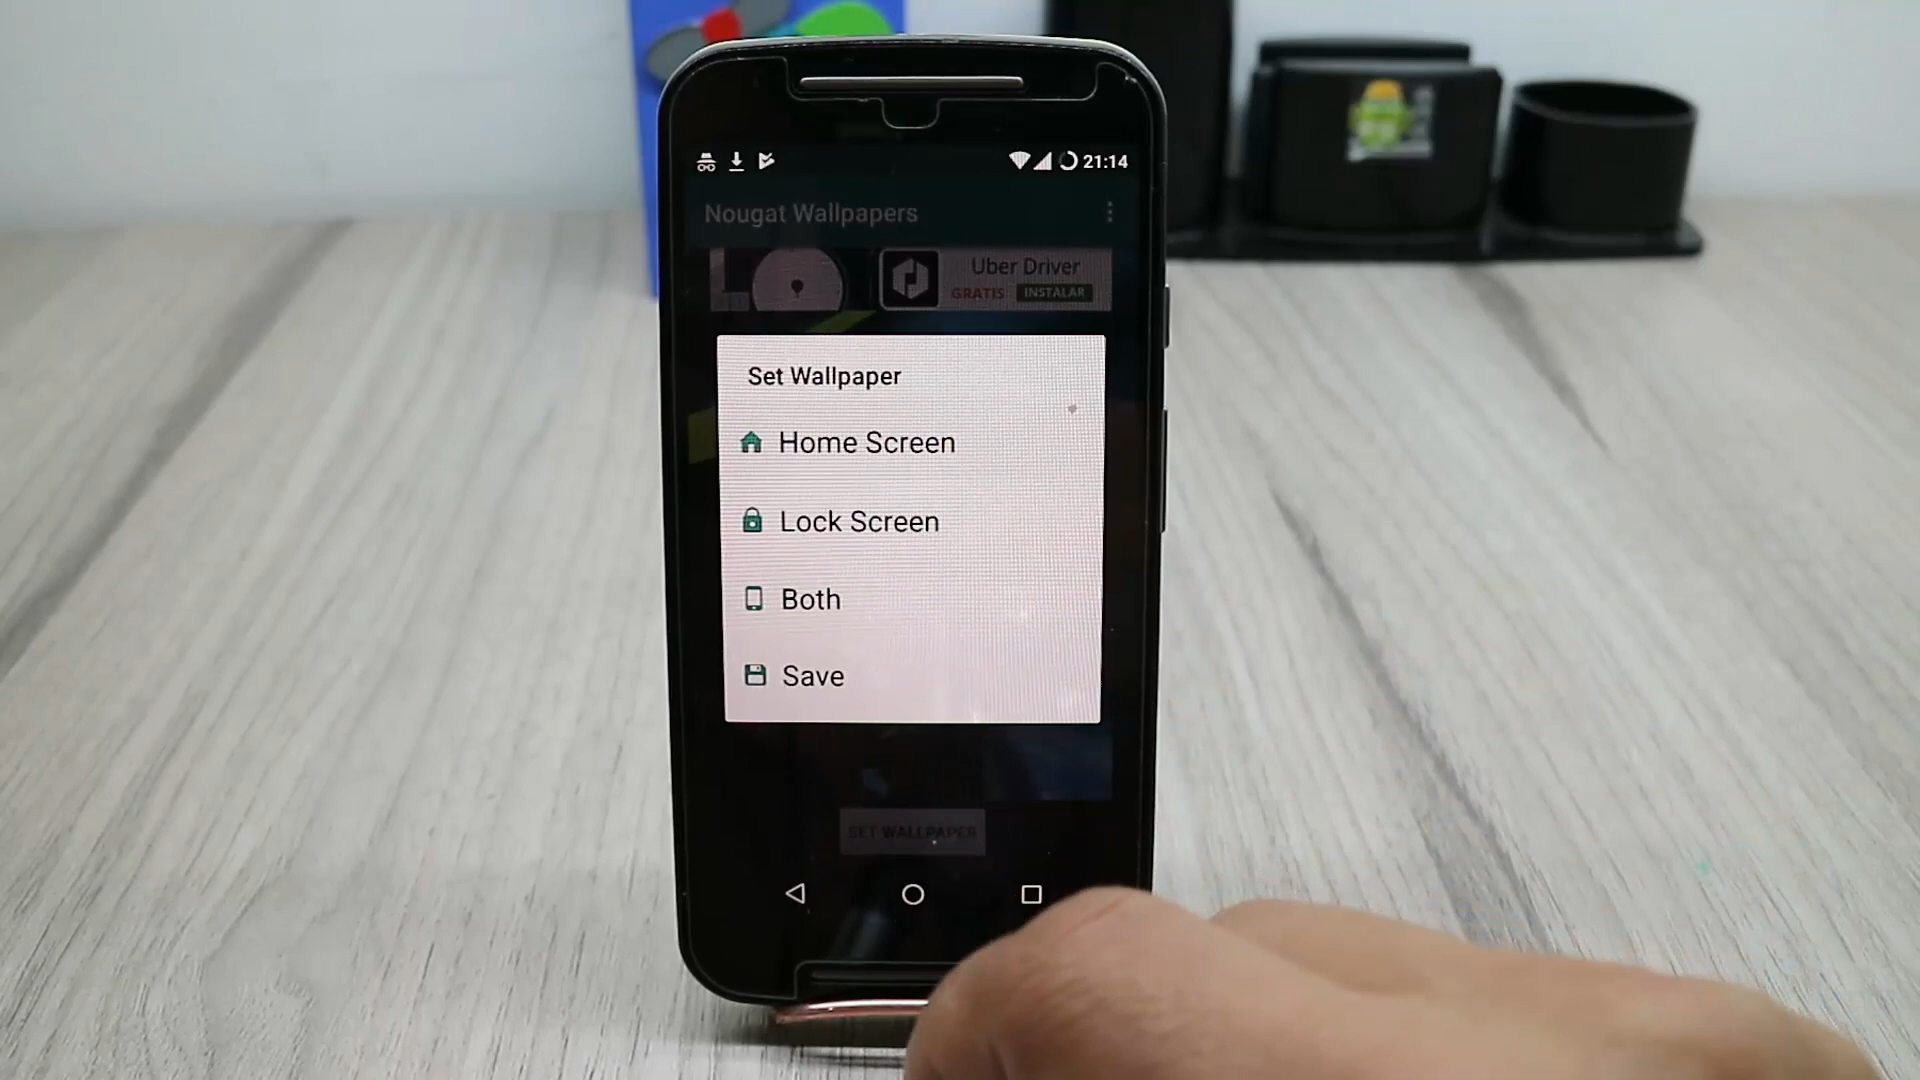 21:14
Nougat Wallpapers
Uber Driver
GRATIS INSTALAR
Set Wallpaper
Home Screen
Lock Screen
Both
Save
SET WALLPAPER